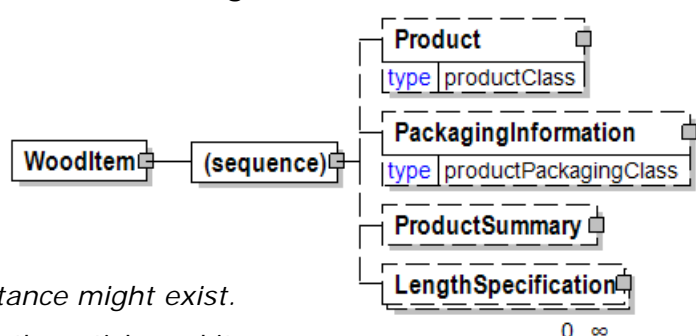 Product
type productClass
PackagingInformation
type productPackagingClass
WoodItem
(sequence)
ProductSummary
LengthSpecification
0 ∞
tance might exist.